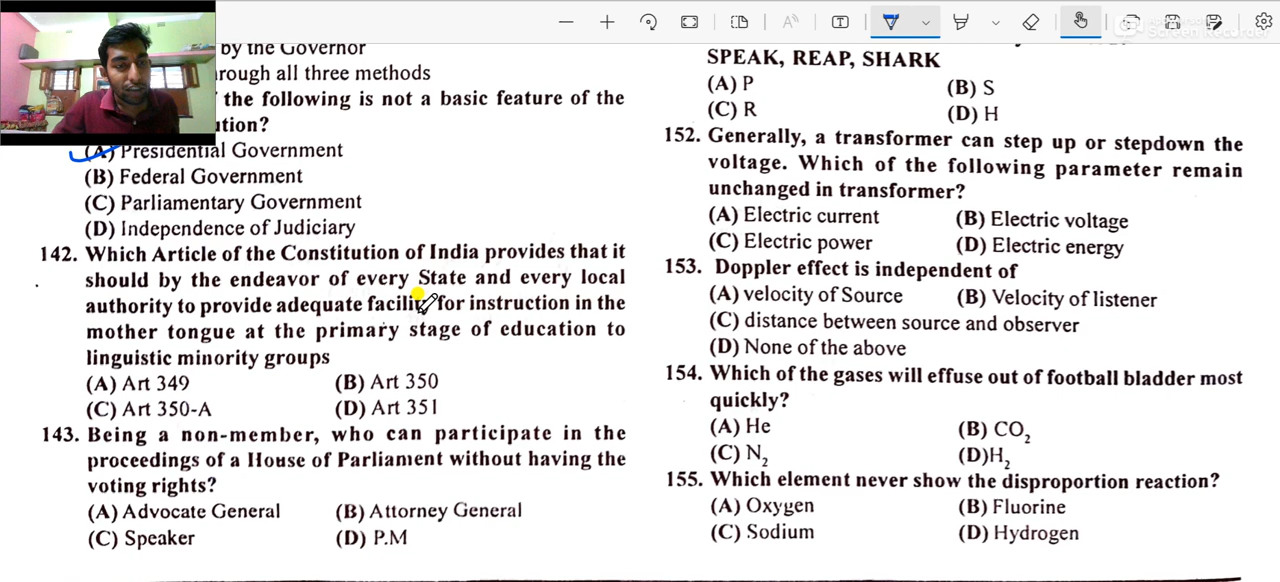 by the Governor
rough all three methods
the following is not a basic feature of the
ution?
(A) Presidential Government
(B) Federal Government
(C) Parliamentary Government
(D) Independence of Judiciary
142. Which Article of the Constitution of India provides that it
should by the endeavor of every State and every local
authority to provide adequate facility for instruction in the
mother tongue at the primary stage of education to
linguistic minority groups
(A) Art 349 (B) Art 350
(C) Art 350-A (D) Art 351
143. Being a non-member, who can participate in the
proceedings of a House of Parliament without having the
voting rights?
(A) Advocate General (B) Attorney General
(C) Speaker (D) P.M
SPEAK, REAP, SHARK
(A) P (B) S
(C) R (D) H
152. Generally, a transformer can step up or stepdown the
voltage. Which of the following parameter remain
unchanged in transformer?
(A) Electric current (B) Electric voltage
(C) Electric power (D) Electric energy
153. Doppler effect is independent of
(A) velocity of Source (B) Velocity of listener
(C) distance between source and observer
(D) None of the above
154. Which of the gases will effuse out of football bladder most
quickly?
(A) He (B) CO₂
(C) N₂ (D)H₂
155. Which element never show the disproportion reaction?
(A) Oxygen (B) Fluorine
(C) Sodium (D) Hydrogen